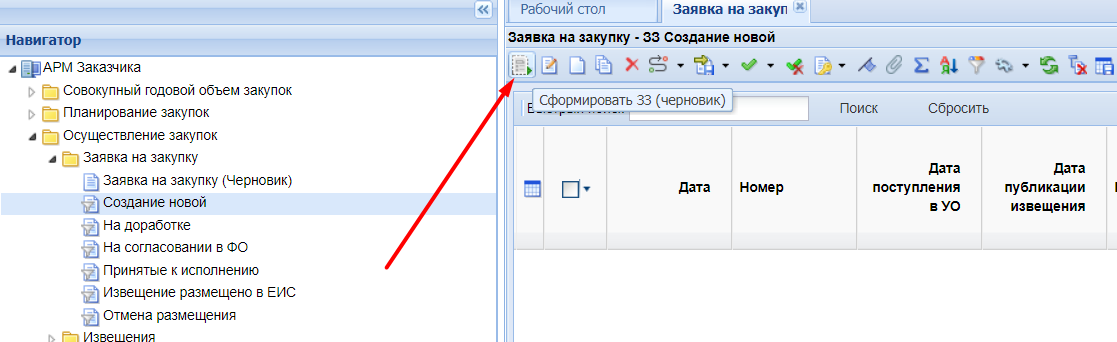 Навигатор
АРМ Заказчика
Совокупный годовой объем закупок
Планирование закупок
Осуществление закупок
Заявка на закупку
Заявка на закупку (Черновик)
Создание новой
На доработке
На согласовании в ФО
Принятые к исполнению
Извещение размещено в ЕИС
Отмена размещения
Извещения
Рабочий стол
Заявка на закуп
Заявка на закупку - ЗЗ Создание новой
Сформировать ЗЗ (черновик)
Поиск
Сбросить
Дата
Номер
Дата
поступления
в УО
Дата
публикации
извещения